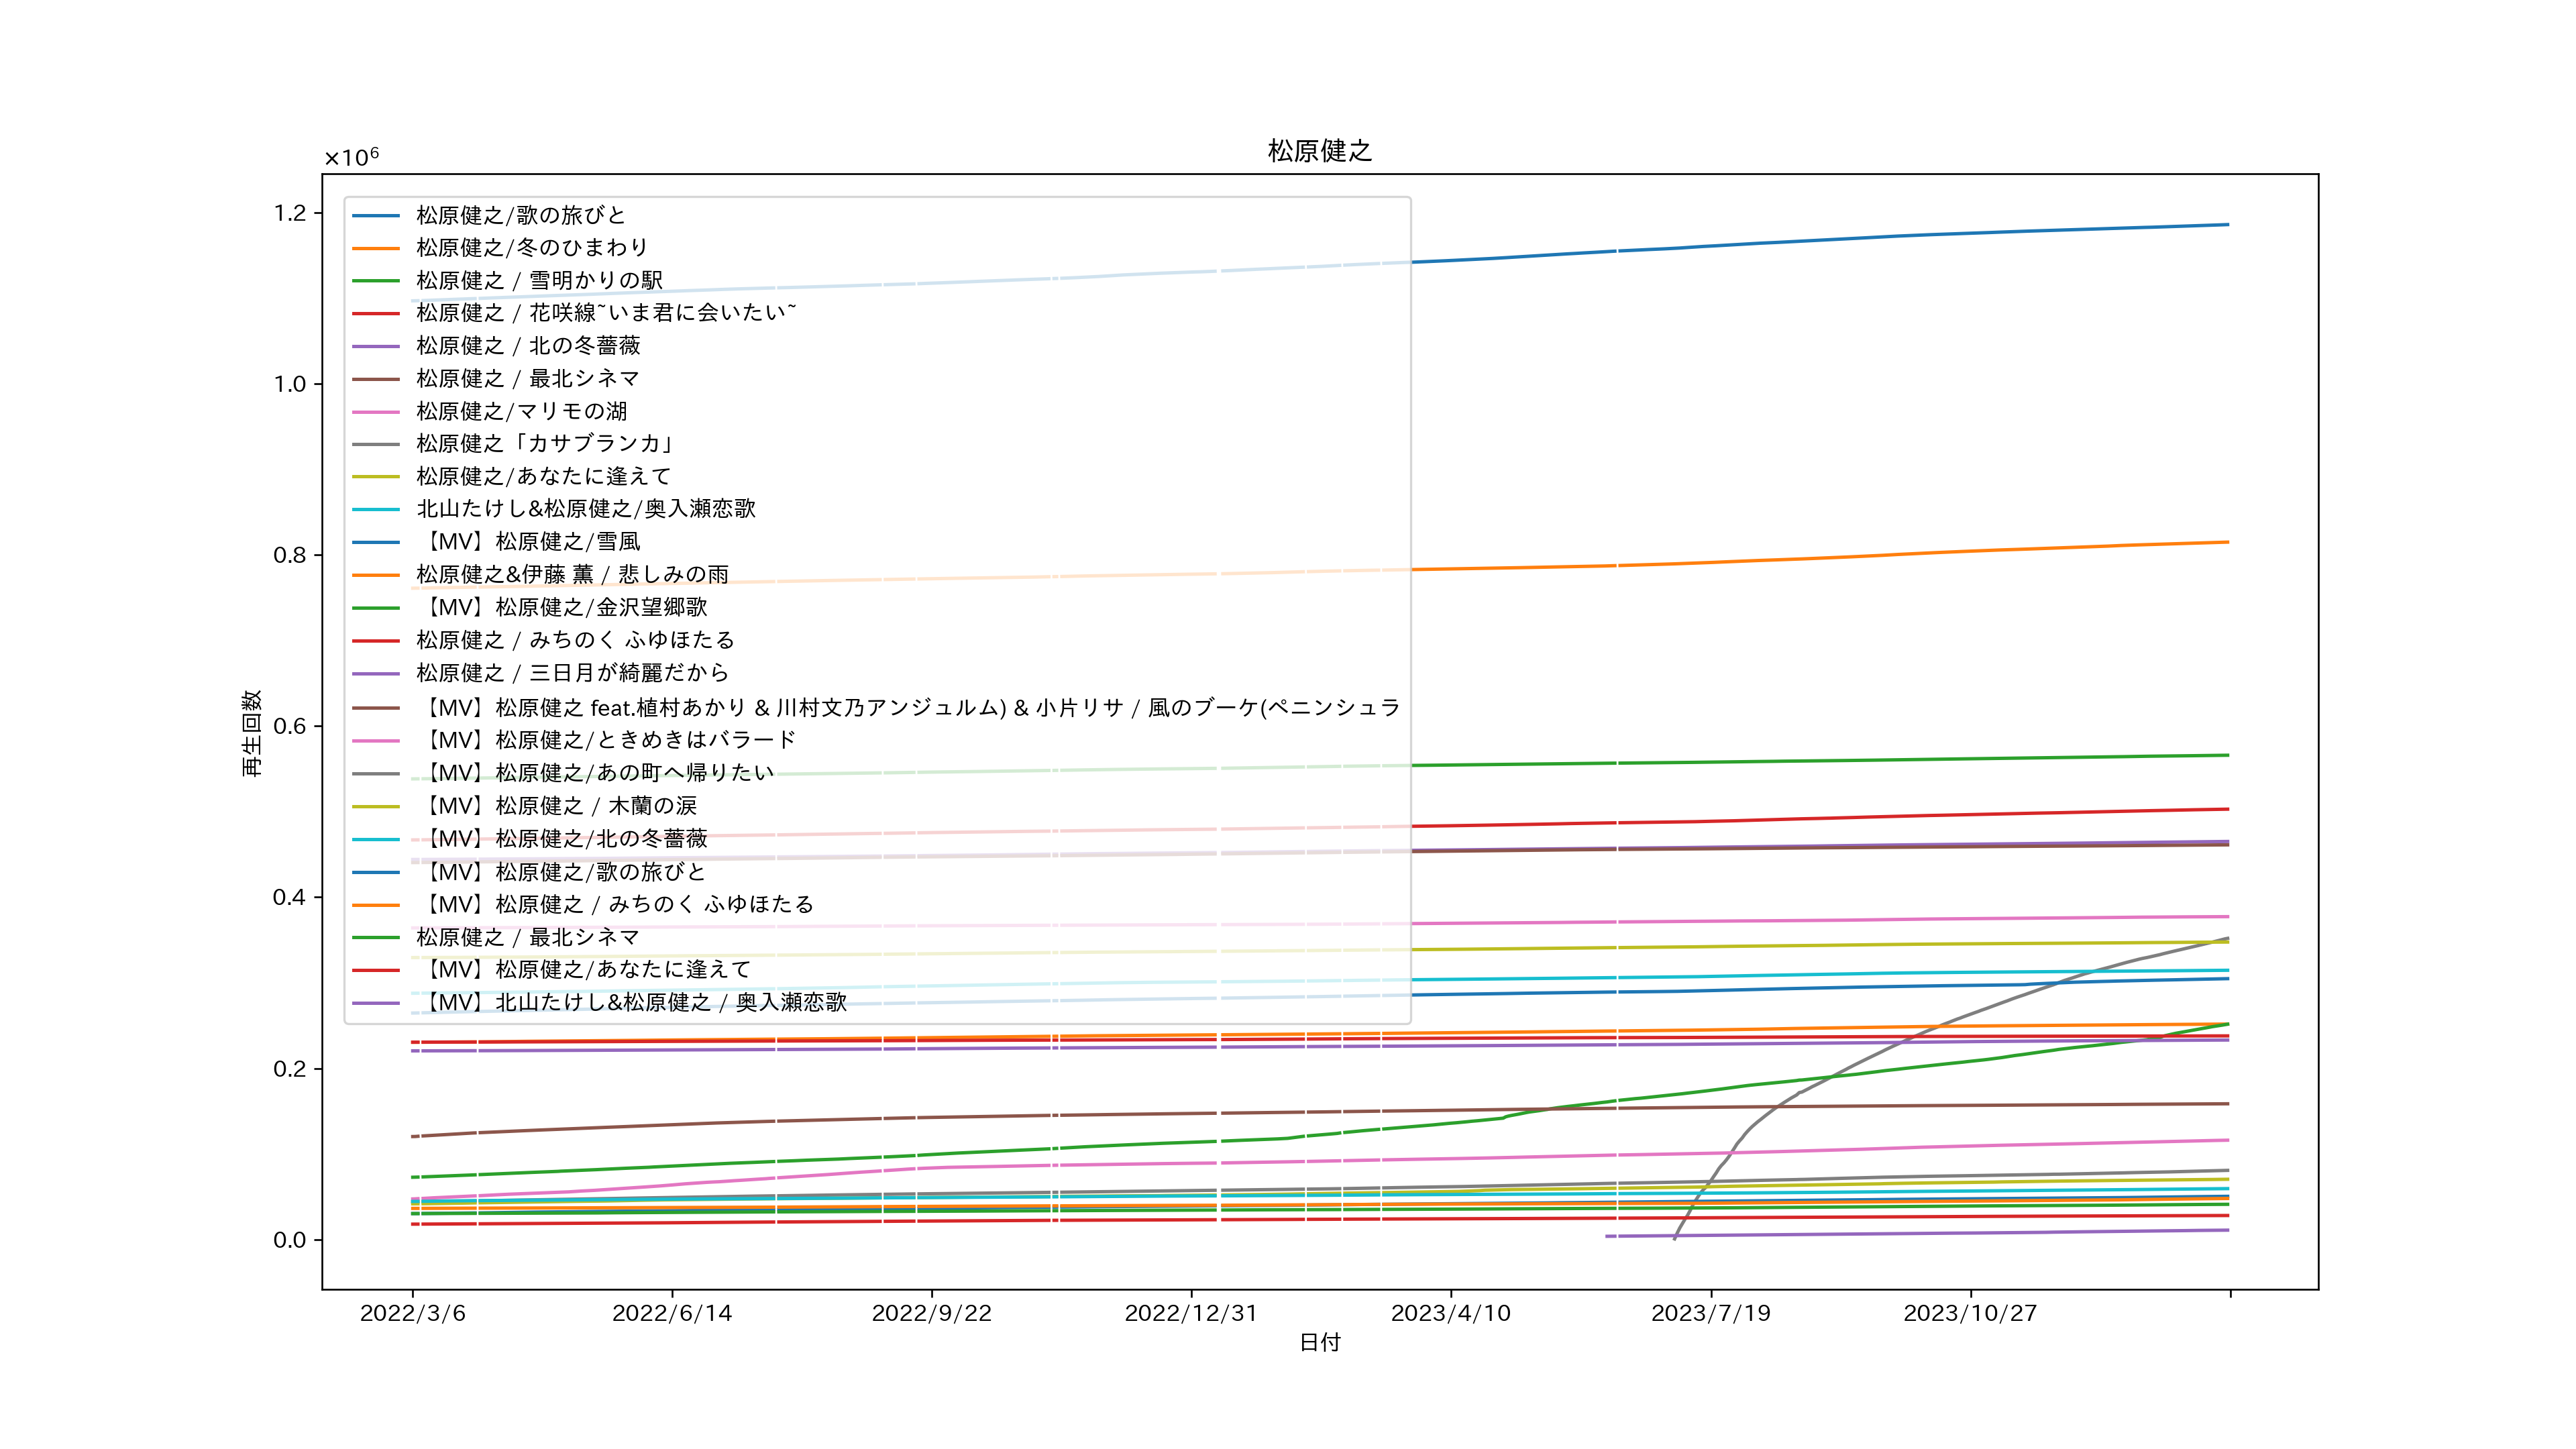 松原健之
×10⁶
1.2
1.0
0.8
0.6
0.4
0.2
0.0
再生回数
松原健之/歌の旅びと
松原健之/冬のひまわり
松原健之 / 雪明かりの駅
松原健之 / 花咲線~いま君に会いたい~
松原健之 / 北の冬薔薇
松原健之 / 最北シネマ
松原健之/マリモの湖
松原健之「カサブランカ」
松原健之/あなたに逢えて
北山たけし&松原健之/奥入瀬恋歌
【MV】松原健之/雪風
松原健之&伊藤 薫 / 悲しみの雨
【MV】松原健之/金沢望郷歌
松原健之 / みちのく ふゆほたる
松原健之 / 三日月が綺麗だから
【MV】松原健之 feat.植村あかり & 川村文乃アンジュルム) & 小片リサ / 風のブーケ(ペニンシュラ
【MV】松原健之/ときめきはバラード
【MV】松原健之/あの町へ帰りたい
【MV】松原健之 / 木蘭の涙
【MV】松原健之/北の冬薔薇
【MV】松原健之/歌の旅びと
【MV】松原健之 / みちのく ふゆほたる
松原健之 / 最北シネマ
【MV】松原健之/あなたに逢えて
【MV】北山たけし&松原健之 / 奥入瀬恋歌
2022/3/6
2022/6/14
2022/9/22
2022/12/31
2023/4/10
2023/7/19
2023/10/27
日付